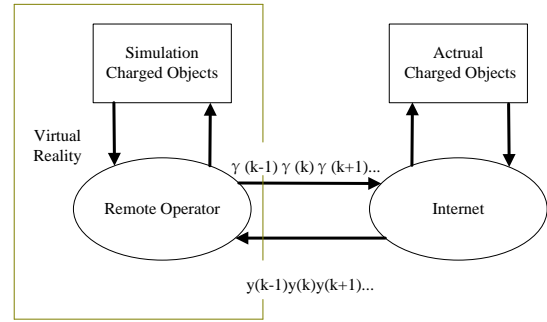 Simulation
Charged Objects
Actrual
Charged Objects
Virtual
Reality
γ (k-1) γ (k) γ (k+1)...
Remote Operator
Internet
y(k-1)y(k)y(k+1)...